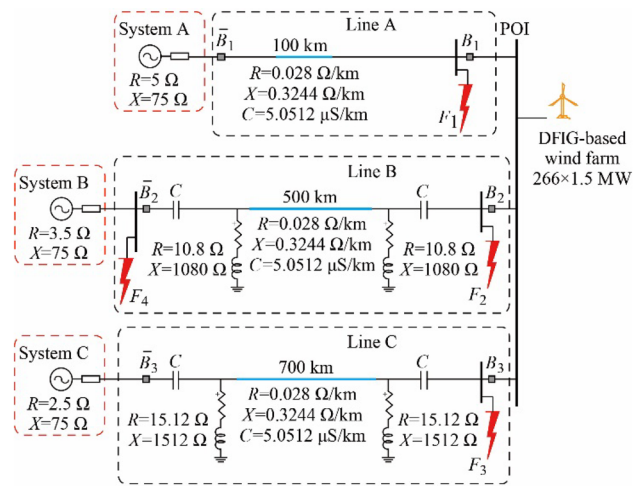 System A
R=5 Ω
X=75 Ω
B̄1
Line A
100 km
R=0.028 Ω/km
X=0.3244 Ω/km
C=5.0512 μS/km
B1
F1
POI
DFIG-based
wind farm
266×1.5 MW
System B
R=3.5 Ω
X=75 Ω
B̄2
C
Line B
500 km
R=0.028 Ω/km
X=0.3244 Ω/km
C=5.0512 μS/km
C
B2
R=10.8 Ω
X=1080 Ω
R=10.8 Ω
X=1080 Ω
F4
F2
System C
R=2.5 Ω
X=75 Ω
B̄3
C
Line C
700 km
R=0.028 Ω/km
X=0.3244 Ω/km
C=5.0512 μS/km
C
B3
R=15.12 Ω
X=1512 Ω
R=15.12 Ω
X=1512 Ω
F3